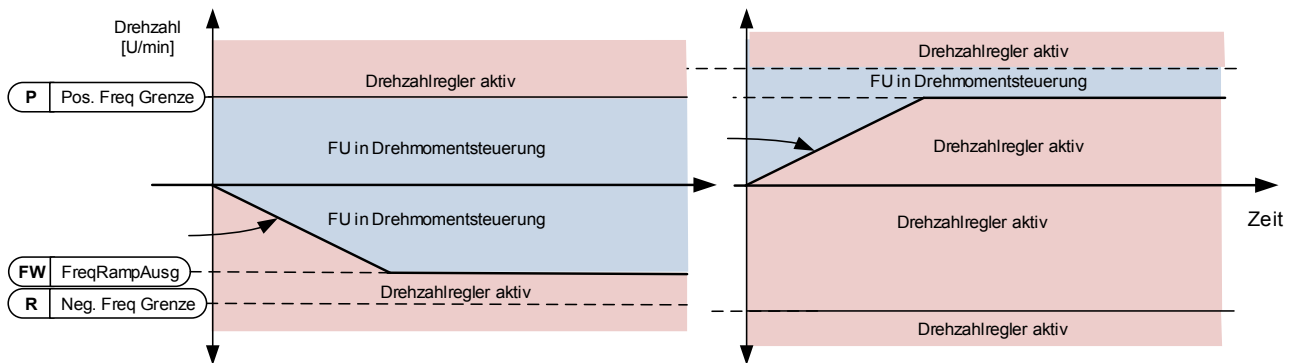 Drehzahl
[U/min]
P Pos. Freq Grenze
Drehzahlregler aktiv
FU in Drehmomentsteuerung
FU in Drehmomentsteuerung
FW FreqRampAusg
R Neg. Freq Grenze
Drehzahlregler aktiv
Drehzahlregler aktiv
FU in Drehmomentsteuerung
Drehzahlregler aktiv
Drehzahlregler aktiv
Zeit
Drehzahlregler aktiv